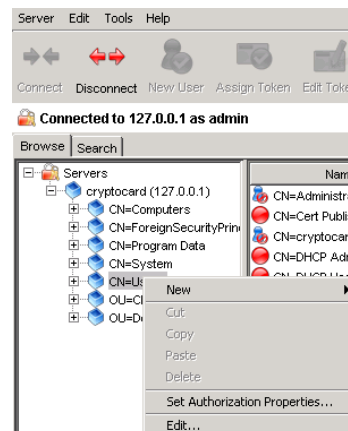 Server Edit Tools Help
Connect Disconnect New User Assign Token Edit Toke
Connected to 127.0.0.1 as admin
Browse Search
Servers
cryptocard (127.0.0.1)
CN=Computers
CN=ForeignSecurityPrin
CN=Program Data
CN=System
CN=Us
OU=
OU=D
Nam
CN=Administra
CN=Cert Publi
CN=cryptocar
CN=DHCP Adm
New
Cut
Copy
Paste
Delete
Set Authorization Properties...
Edit...